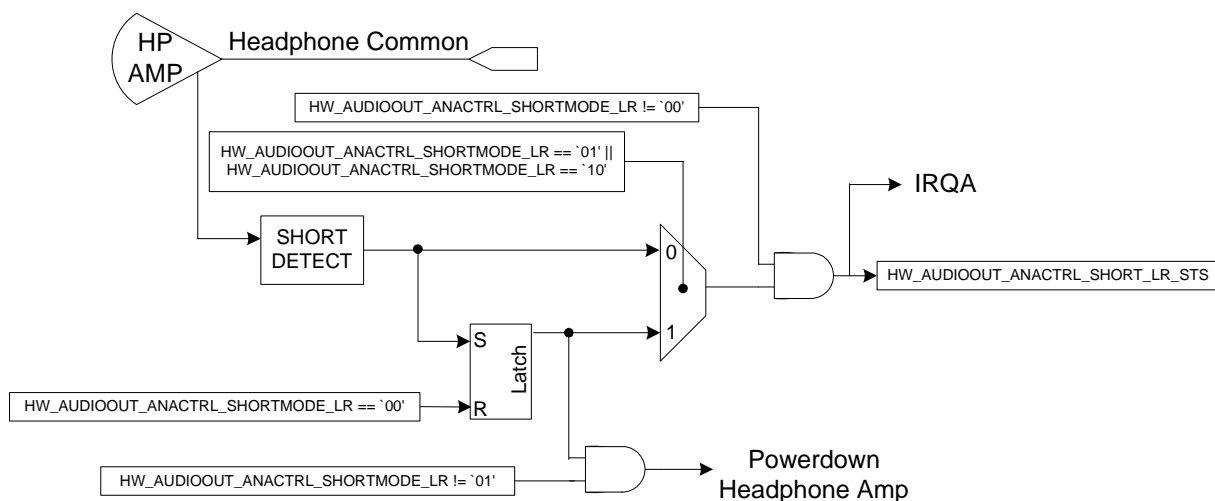 HP
AMP
Headphone Common
HW_AUDIOOUT_ANACTRL_SHORTMODE_LR != `00'
HW_AUDIOOUT_ANACTRL_SHORTMODE_LR == `01' ||
HW_AUDIOOUT_ANACTRL_SHORTMODE_LR == `10'
IRQA
SHORT
DETECT
0
HW_AUDIOOUT_ANACTRL_SHORT_LR_STS
1
S
Latch
R
HW_AUDIOOUT_ANACTRL_SHORTMODE_LR == `00'
HW_AUDIOOUT_ANACTRL_SHORTMODE_LR != `01'
Powerdown
Headphone Amp